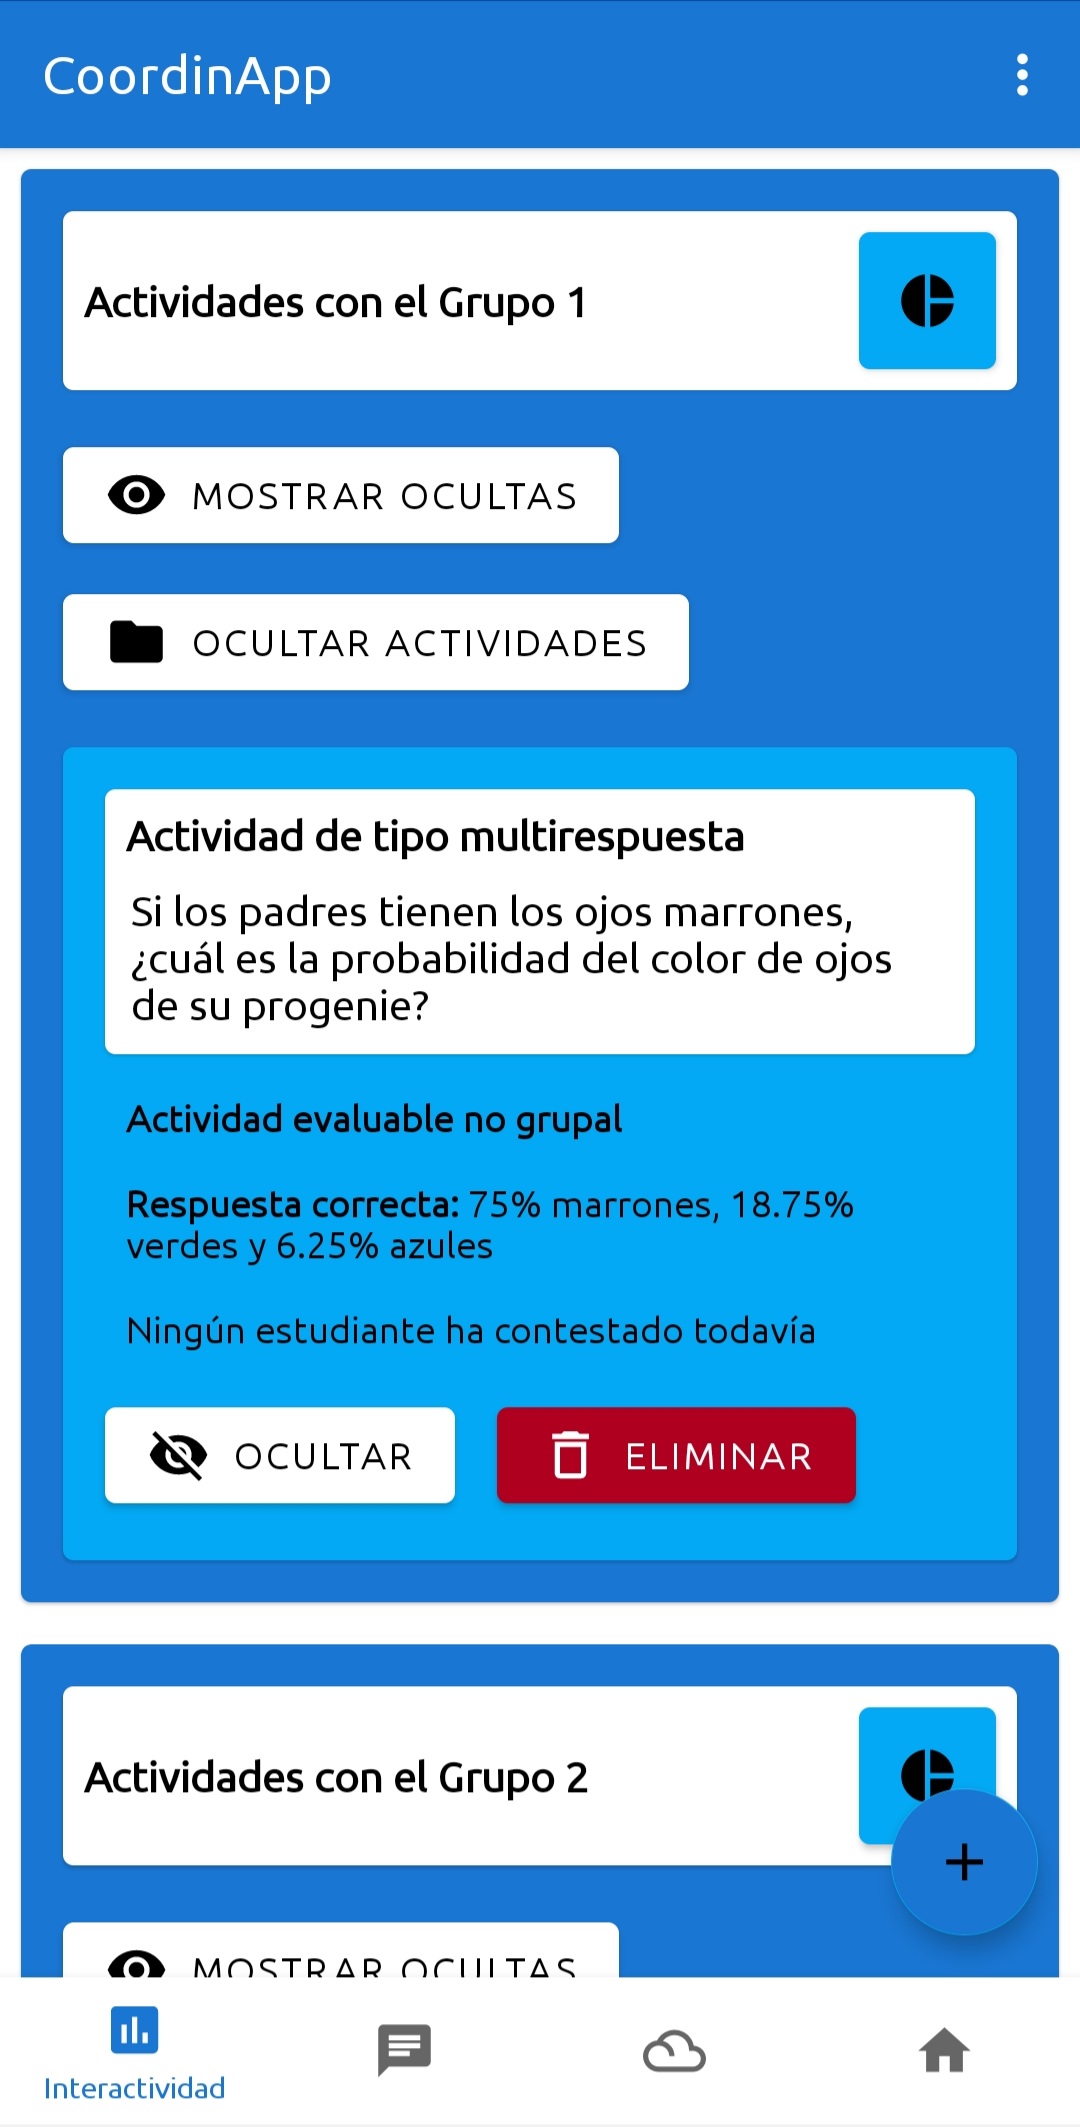 CoordinApp
Actividades con el Grupo 1
MOSTRAR OCULTAS
OCULTAR ACTIVIDADES
Actividad de tipo multirespuesta
Si los padres tienen los ojos marrones,
¿cuál es la probabilidad del color de ojos
de su progenie?
Actividad evaluable no grupal
Respuesta correcta: 75% marrones, 18.75%
verdes y 6.25% azules
Ningún estudiante ha contestado todavía
OCULTAR
ELIMINAR
Actividades con el Grupo 2
MOSTRAR OCULTAS
Interactividad